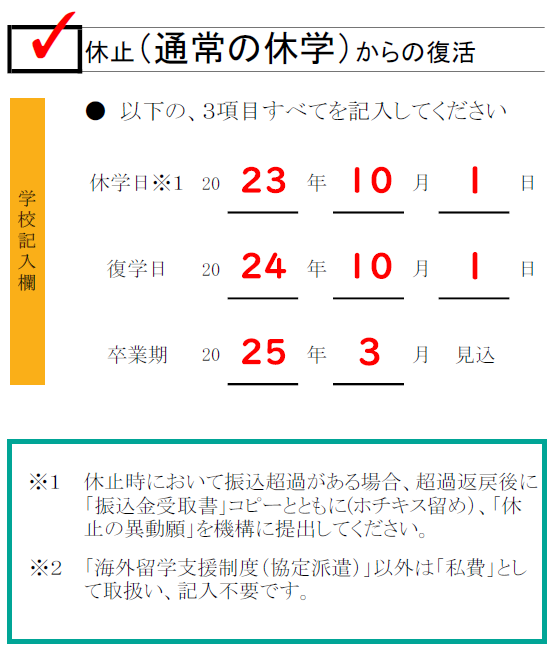 ✓ 休止（通常の休学）からの復活
● 以下の、３項目すべてを記入してください
学校記入欄
休学日※１ 20 23 年 10 月 1 日
復学日 20 24 年 10 月 1 日
卒業期 20 25 年 3 月 見込
※１ 休止時において振込超過がある場合、超過返戻後に
「振込金受取書」コピーとともに(ホチキス留め）、「休
止の異動願」を機構に提出してください。
※２ 「海外留学支援制度（協定派遣）」以外は「私費」とし
て取扱い、記入不要です。